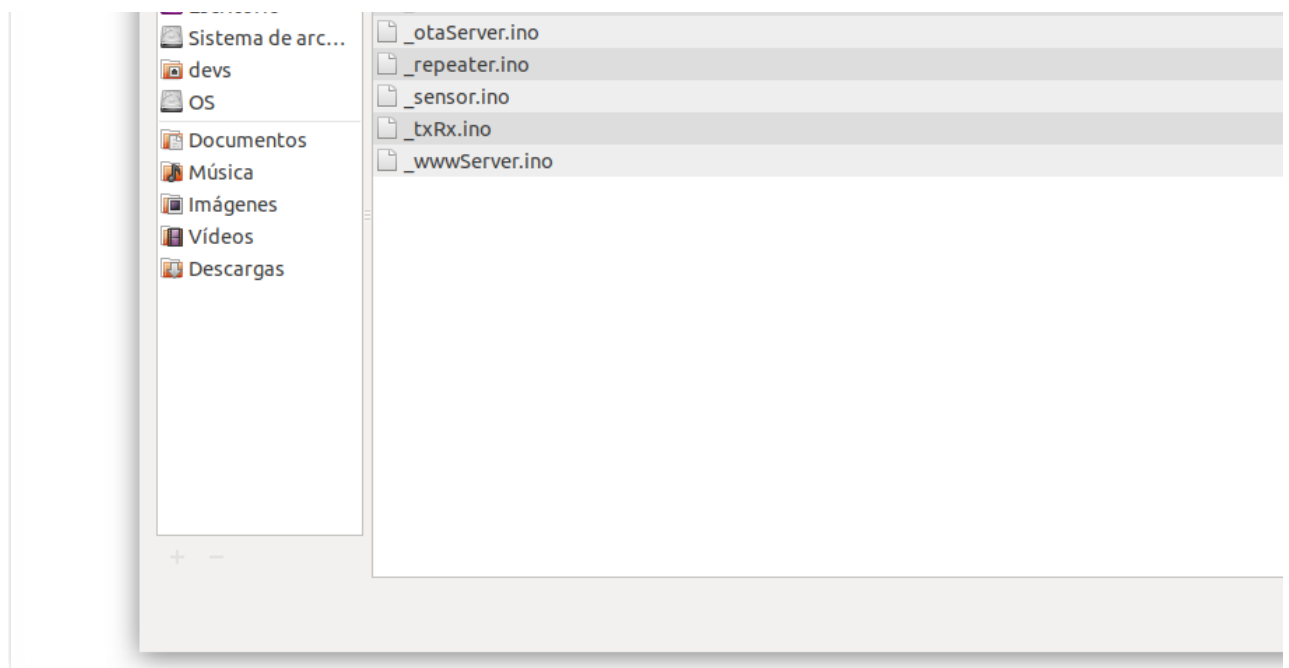 Sistema de arc...
devs
OS
Documentos
Música
Imágenes
Vídeos
Descargas
_otaServer.ino
_repeater.ino
_sensor.ino
_txRx.ino
_wwwServer.ino